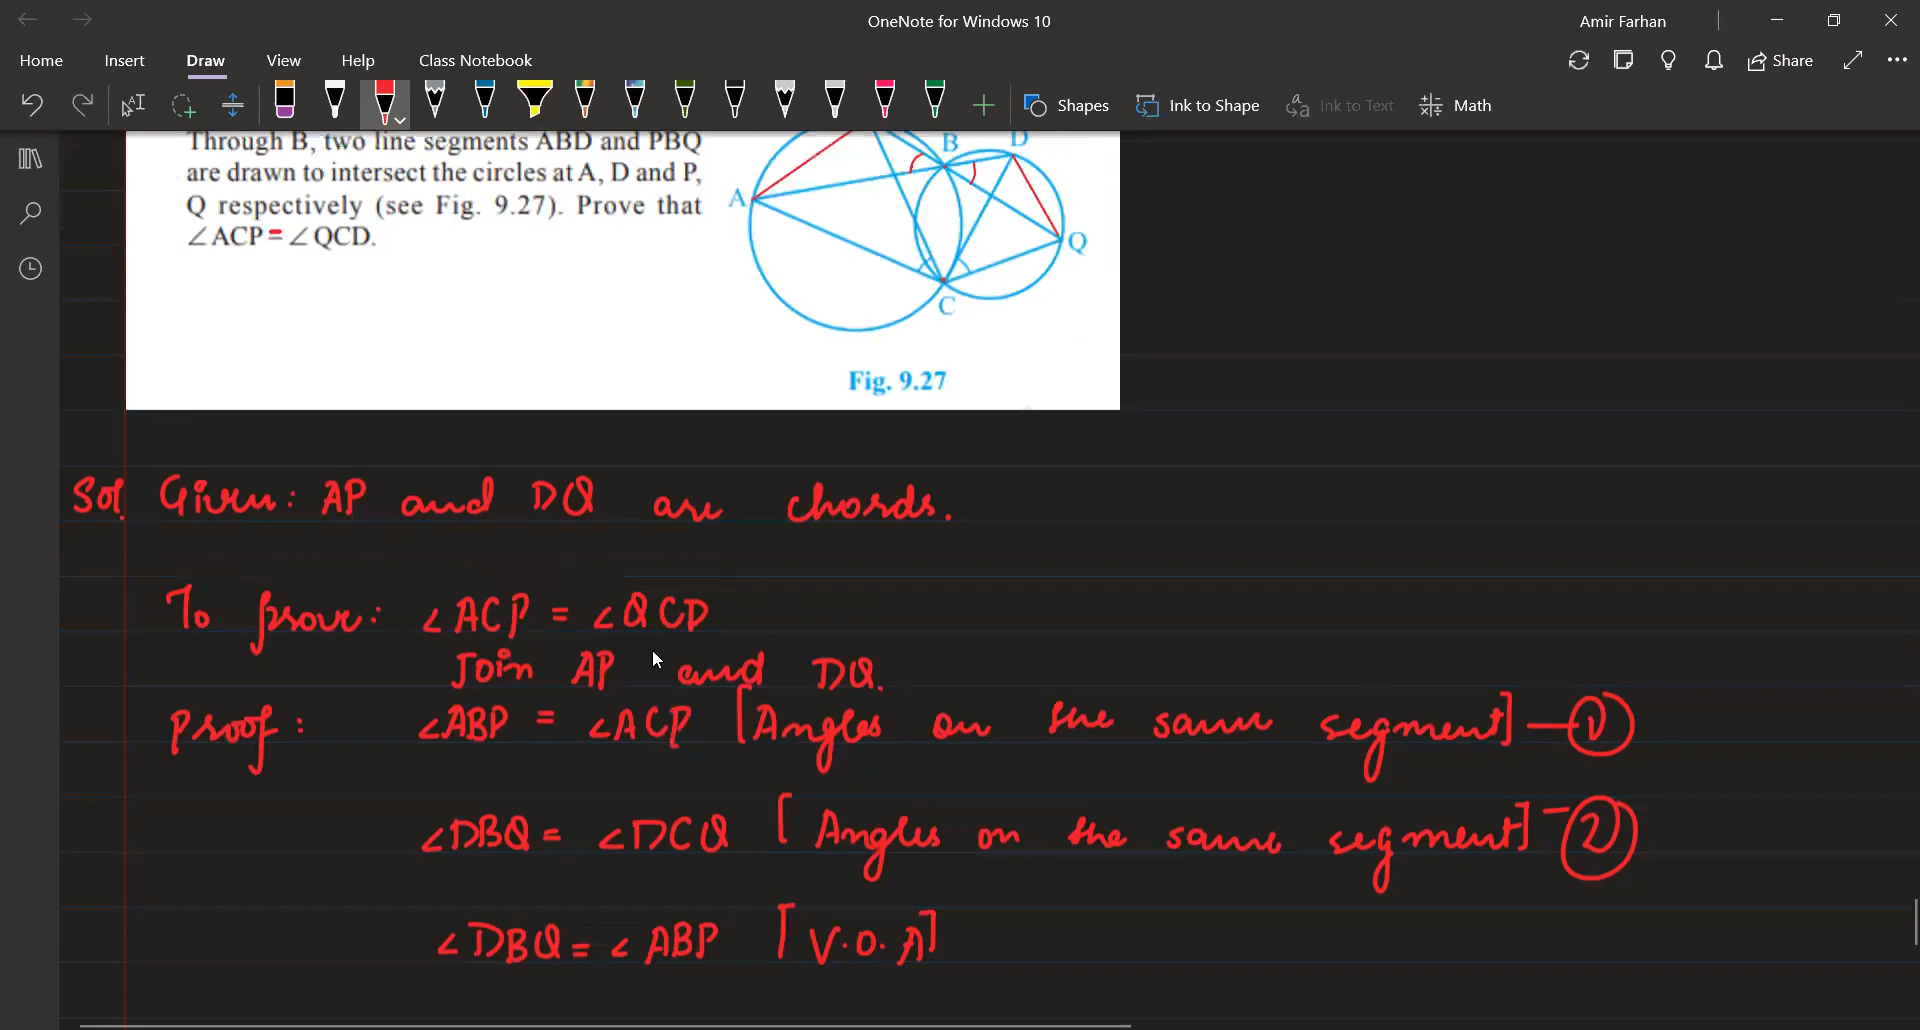 OneNote for Windows 10
Amir Farhan
Home Insert Draw View Help Class Notebook
Share
Shapes Ink to Shape Ink to Text Math
Through B, two line segments ABD and PBQ
are drawn to intersect the circles at A, D and P,
Q respectively (see Fig. 9.27). Prove that
∠ACP = ∠QCD.
B D
A
Q
C
Fig. 9.27
Sol. Given: AP and DQ are chords.
To prove: ∠ACP = ∠QCD
Join AP and DQ.
Proof: ∠ABP = ∠ACP [Angles on the same segment] — ①
∠DBQ = ∠DCQ [Angles on the same segment] — ②
∠DBQ = ∠ABP [V.O.A]